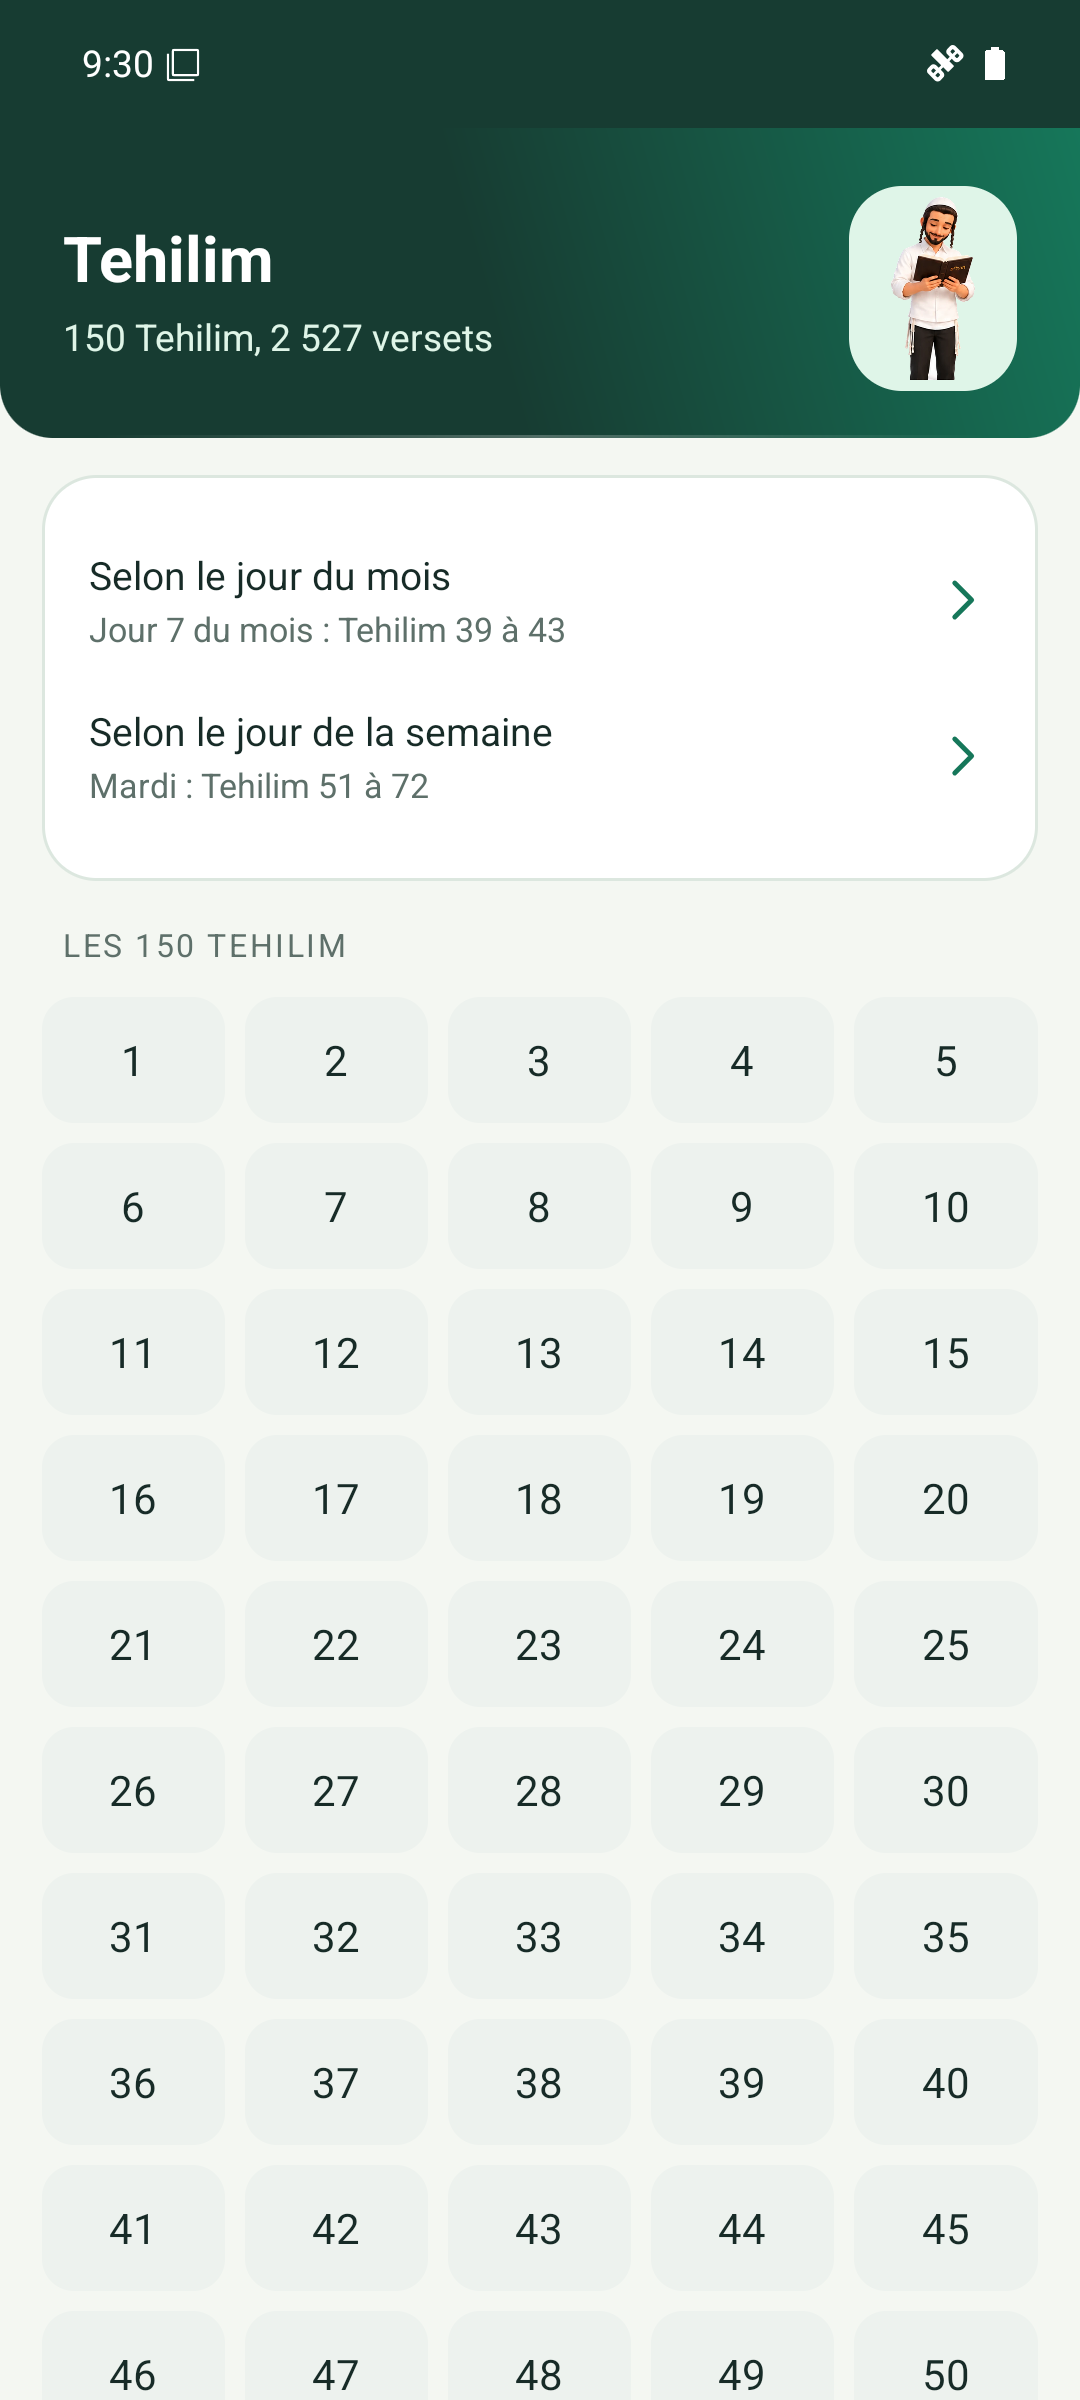 9:30
Tehilim
150 Tehilim, 2 527 versets
Selon le jour du mois
Jour 7 du mois : Tehilim 39 à 43
Selon le jour de la semaine
Mardi : Tehilim 51 à 72
LES 150 TEHILIM
1 2 3 4 5
6 7 8 9 10
11 12 13 14 15
16 17 18 19 20
21 22 23 24 25
26 27 28 29 30
31 32 33 34 35
36 37 38 39 40
41 42 43 44 45
46 47 48 49 50